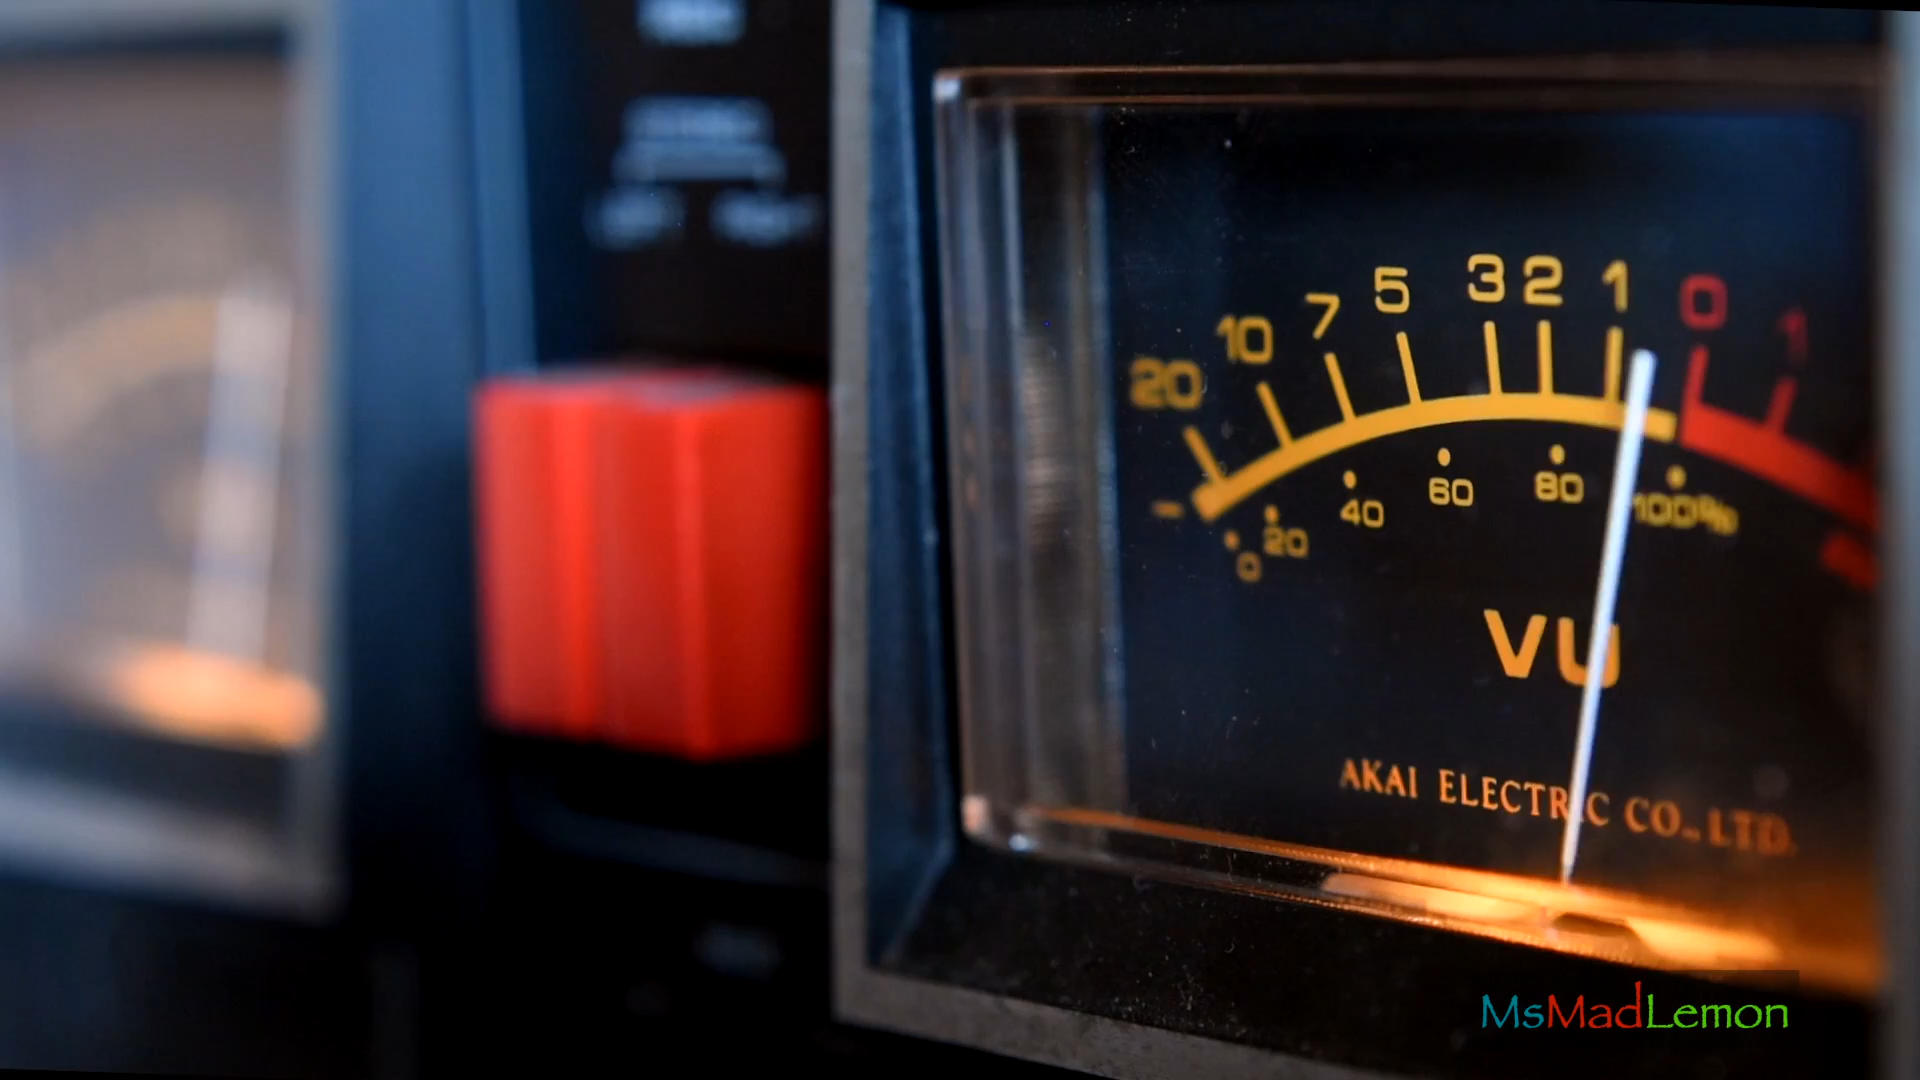 20 10 7 5 3 2 1 0 1
-
0 20 40 60 80 100%
VU
AKAI ELECTRIC CO., LTD.
MsMadLemon